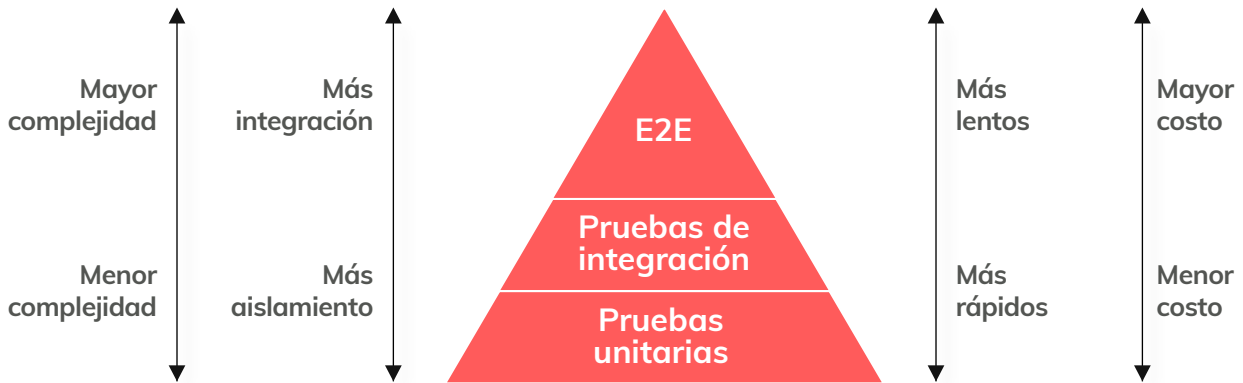 Mayor
complejidad
Más
integración
E2E
Más
lentos
Mayor
costo
Pruebas de
integración
Menor
complejidad
Más
aislamiento
Pruebas
unitarias
Más
rápidos
Menor
costo